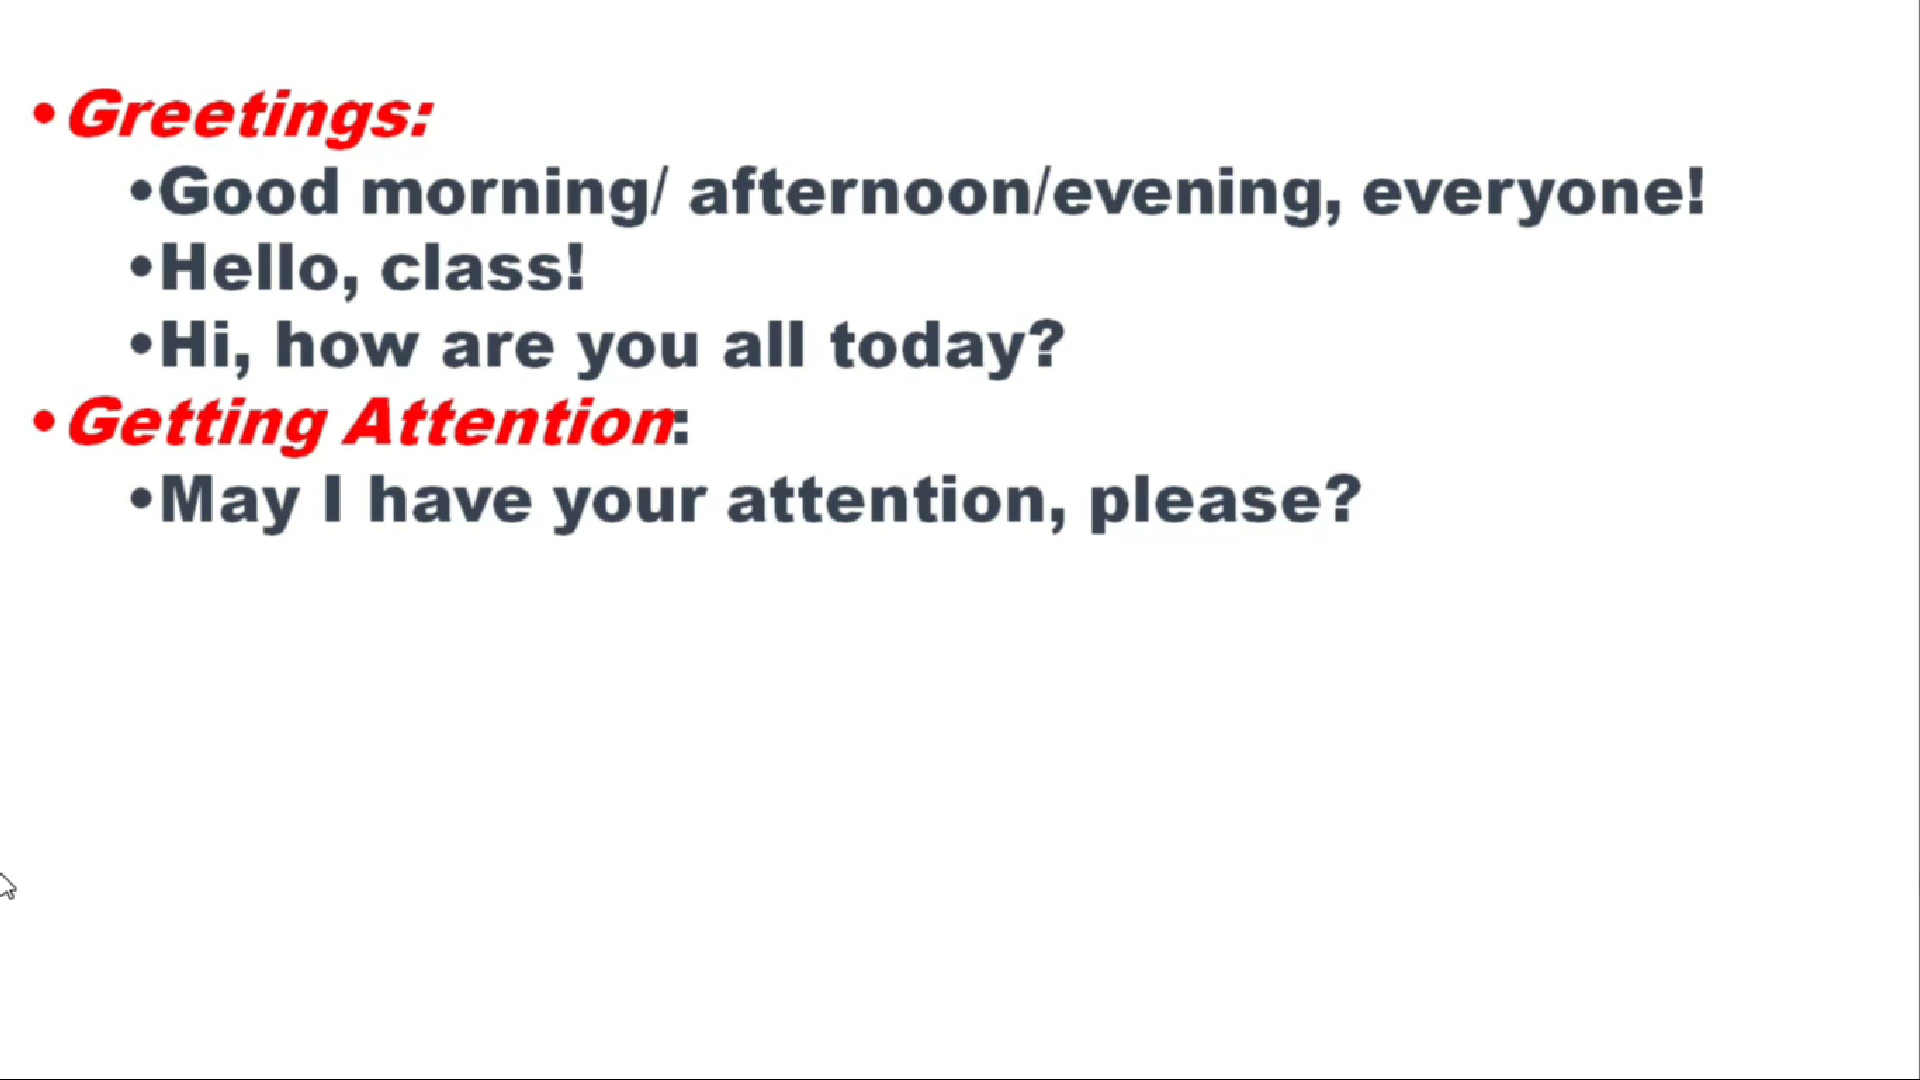 •Greetings:
•Good morning/ afternoon/evening, everyone!
•Hello, class!
•Hi, how are you all today?
•Getting Attention:
•May I have your attention, please?